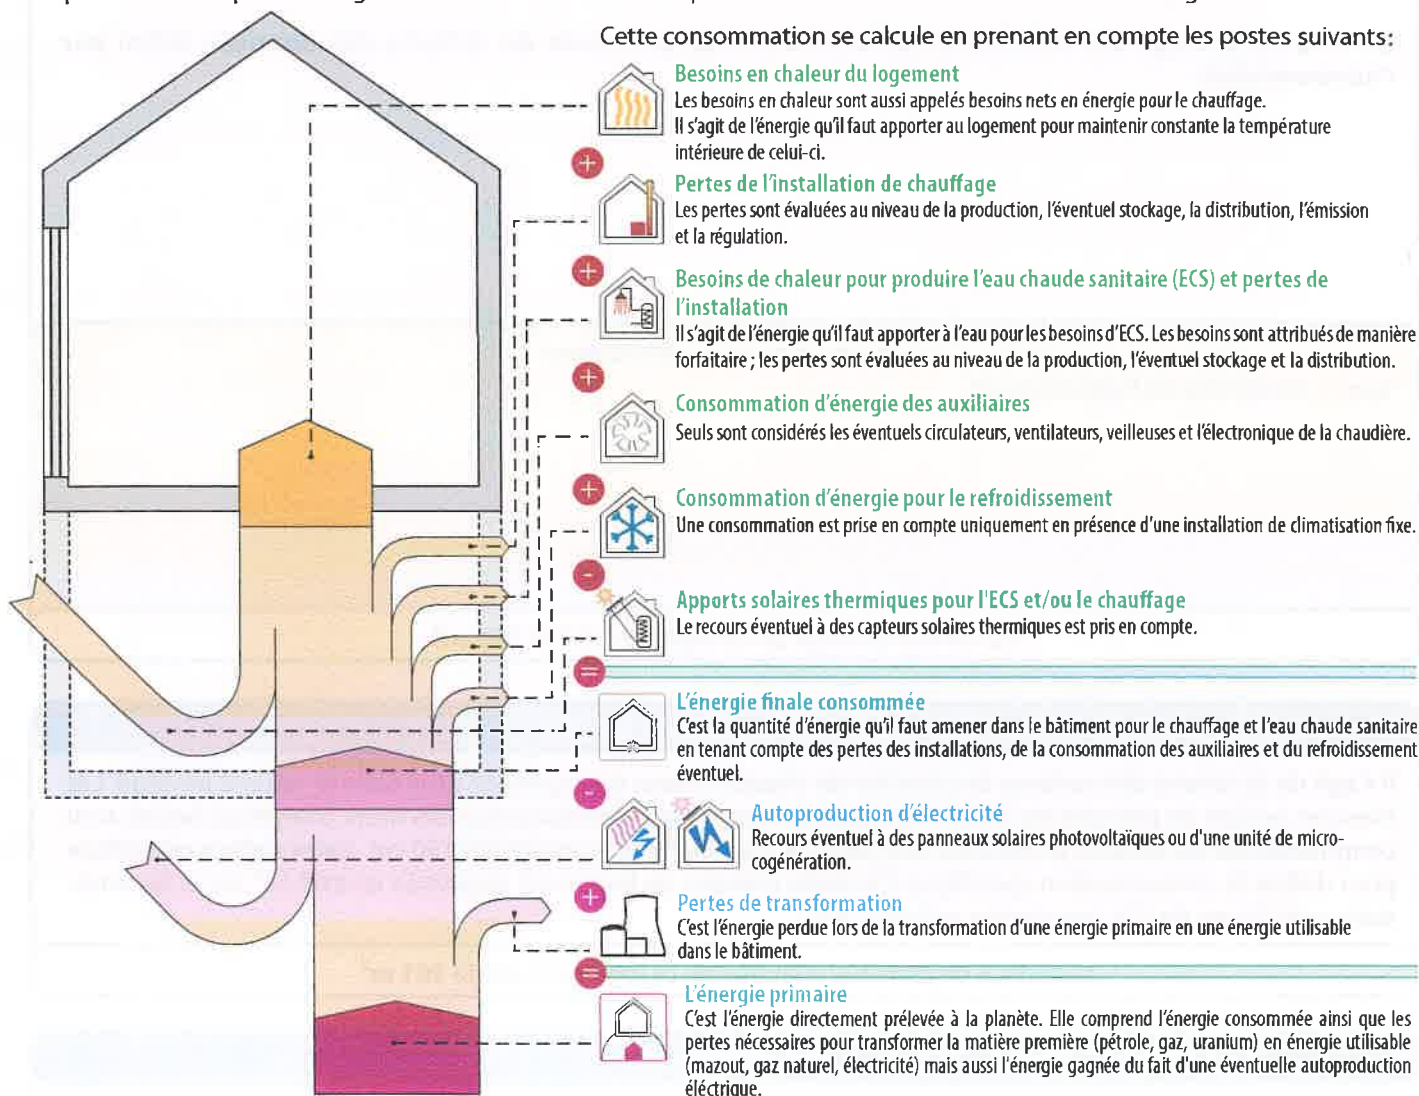 Cette consommation se calcule en prenant en compte les postes suivants:
Besoins en chaleur du logement
Les besoins en chaleur sont aussi appelés besoins nets en énergie pour le chauffage.
Il s'agit de l'énergie qu'il faut apporter au logement pour maintenir constante la température
intérieure de celui-ci.
+
Pertes de l'installation de chauffage
Les pertes sont évaluées au niveau de la production, l'éventuel stockage, la distribution, l'émission
et la régulation.
+
Besoins de chaleur pour produire l'eau chaude sanitaire (ECS) et pertes de
l'installation
Il s'agit de l'énergie qu'il faut apporter à l'eau pour les besoins d'ECS. Les besoins sont attribués de manière
forfaitaire ; les pertes sont évaluées au niveau de la production, l'éventuel stockage et la distribution.
+
Consommation d'énergie des auxiliaires
Seuls sont considérés les éventuels circulateurs, ventilateurs, veilleuses et l'électronique de la chaudière.
+
Consommation d'énergie pour le refroidissement
Une consommation est prise en compte uniquement en présence d'une installation de climatisation fixe.
-
Apports solaires thermiques pour l'ECS et/ou le chauffage
Le recours éventuel à des capteurs solaires thermiques est pris en compte.
=
L'énergie finale consommée
C'est la quantité d'énergie qu'il faut amener dans le bâtiment pour le chauffage et l'eau chaude sanitaire
en tenant compte des pertes des installations, de la consommation des auxiliaires et du refroidissement
éventuel.
-
Autoproduction d'électricité
Recours éventuel à des panneaux solaires photovoltaïques ou d'une unité de micro-
cogénération.
+
Pertes de transformation
C'est l'énergie perdue lors de la transformation d'une énergie primaire en une énergie utilisable
dans le bâtiment.
=
L'énergie primaire
C'est l'énergie directement prélevée à la planète. Elle comprend l'énergie consommée ainsi que les
pertes nécessaires pour transformer la matière première (pétrole, gaz, uranium) en énergie utilisable
(mazout, gaz naturel, électricité) mais aussi l'énergie gagnée du fait d'une éventuelle autoproduction
éléctrique.